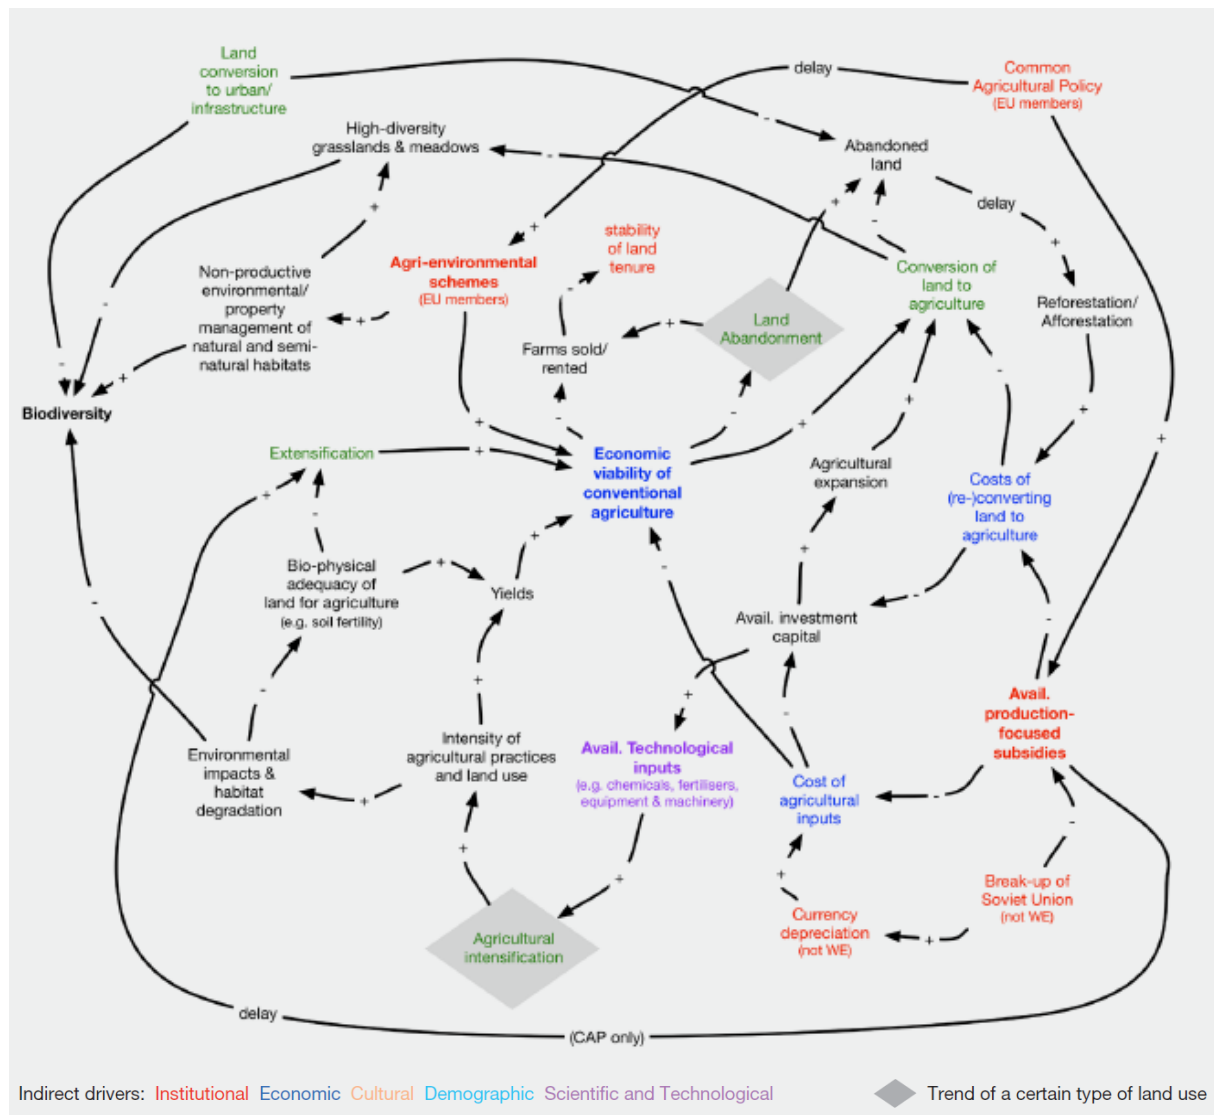 Land
conversion
to urban/
infrastructure
delay
Common
Agricultural Policy
(EU members)
High-diversity
grasslands & meadows
-
-
Abandoned
land
+
+
-
delay
+
+
stability
of land
tenure
Agri-environmental
schemes
(EU members)
Non-productive
environmental/
property
management of
natural and semi-
natural habitats
-
-
Conversion of
land to
agriculture
Reforestation/
Afforestation
+
Land
Abandonment
+
Farms sold/
rented
-
-
+
Biodiversity
-
-
-
+
+
+
+
+
Extensification
+
Economic
viability of
conventional
agriculture
Agricultural
expansion
Costs of
(re-)converting
land to
agriculture
+
-
+
+
Bio-physical
adequacy of
land for agriculture
(e.g. soil fertility)
+
Yields
-
-
-
Avail. investment
capital
-
-
+
+
-
Avail.
production-
focused
subsidies
Environmental
impacts &
habitat
degradation
Intensity of
agricultural practices
and land use
Avail. Technological
inputs
(e.g. chemicals, fertilisers,
equipment & machinery)
Cost of
agricultural
inputs
+
-
-
+
+
+
Break-up of
Soviet Union
(not WE)
Currency
depreciation
(not WE)
+
Agricultural
intensification
delay
(CAP only)
Indirect drivers: Institutional Economic Cultural Demographic Scientific and Technological
Trend of a certain type of land use